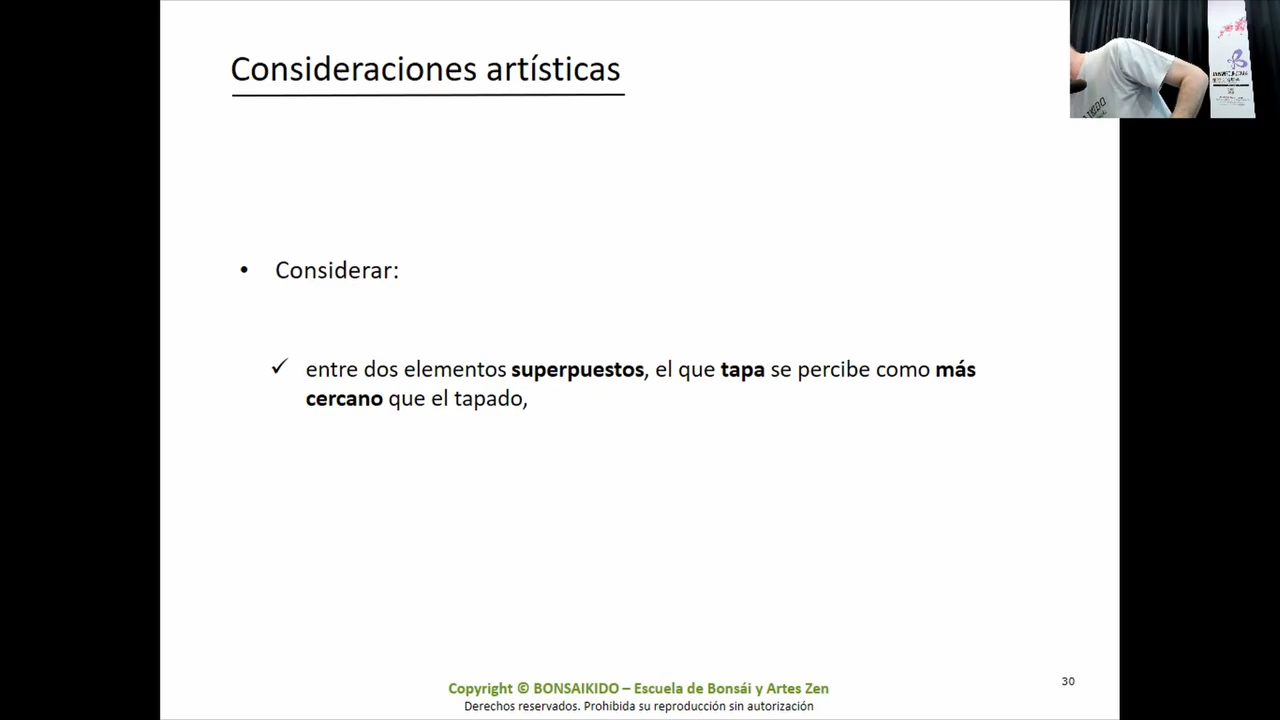 Consideraciones artísticas
• Considerar:
✓ entre dos elementos superpuestos, el que tapa se percibe como más
cercano que el tapado,
30
Copyright © BONSAIKIDO – Escuela de Bonsái y Artes Zen
Derechos reservados. Prohibida su reproducción sin autorización